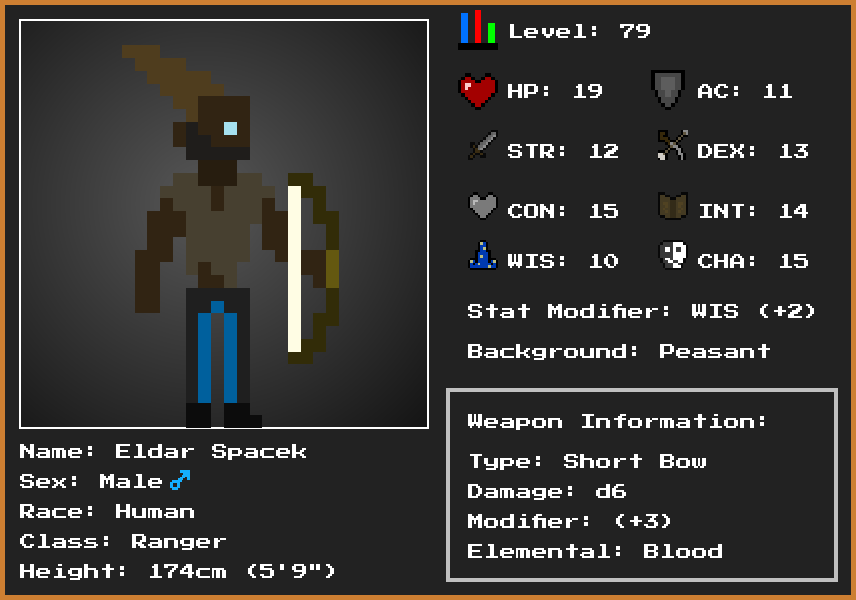 Level: 79
HP: 19
AC: 11
STR: 12
DEX: 13
CON: 15
INT: 14
WIS: 10
CHA: 15
Stat Modifier: WIS (+2)
Background: Peasant
Weapon Information:
Type: Short Bow
Damage: d6
Modifier: (+3)
Elemental: Blood
Name: Eldar Spacek
Sex: Male ♂
Race: Human
Class: Ranger
Height: 174cm (5'9")